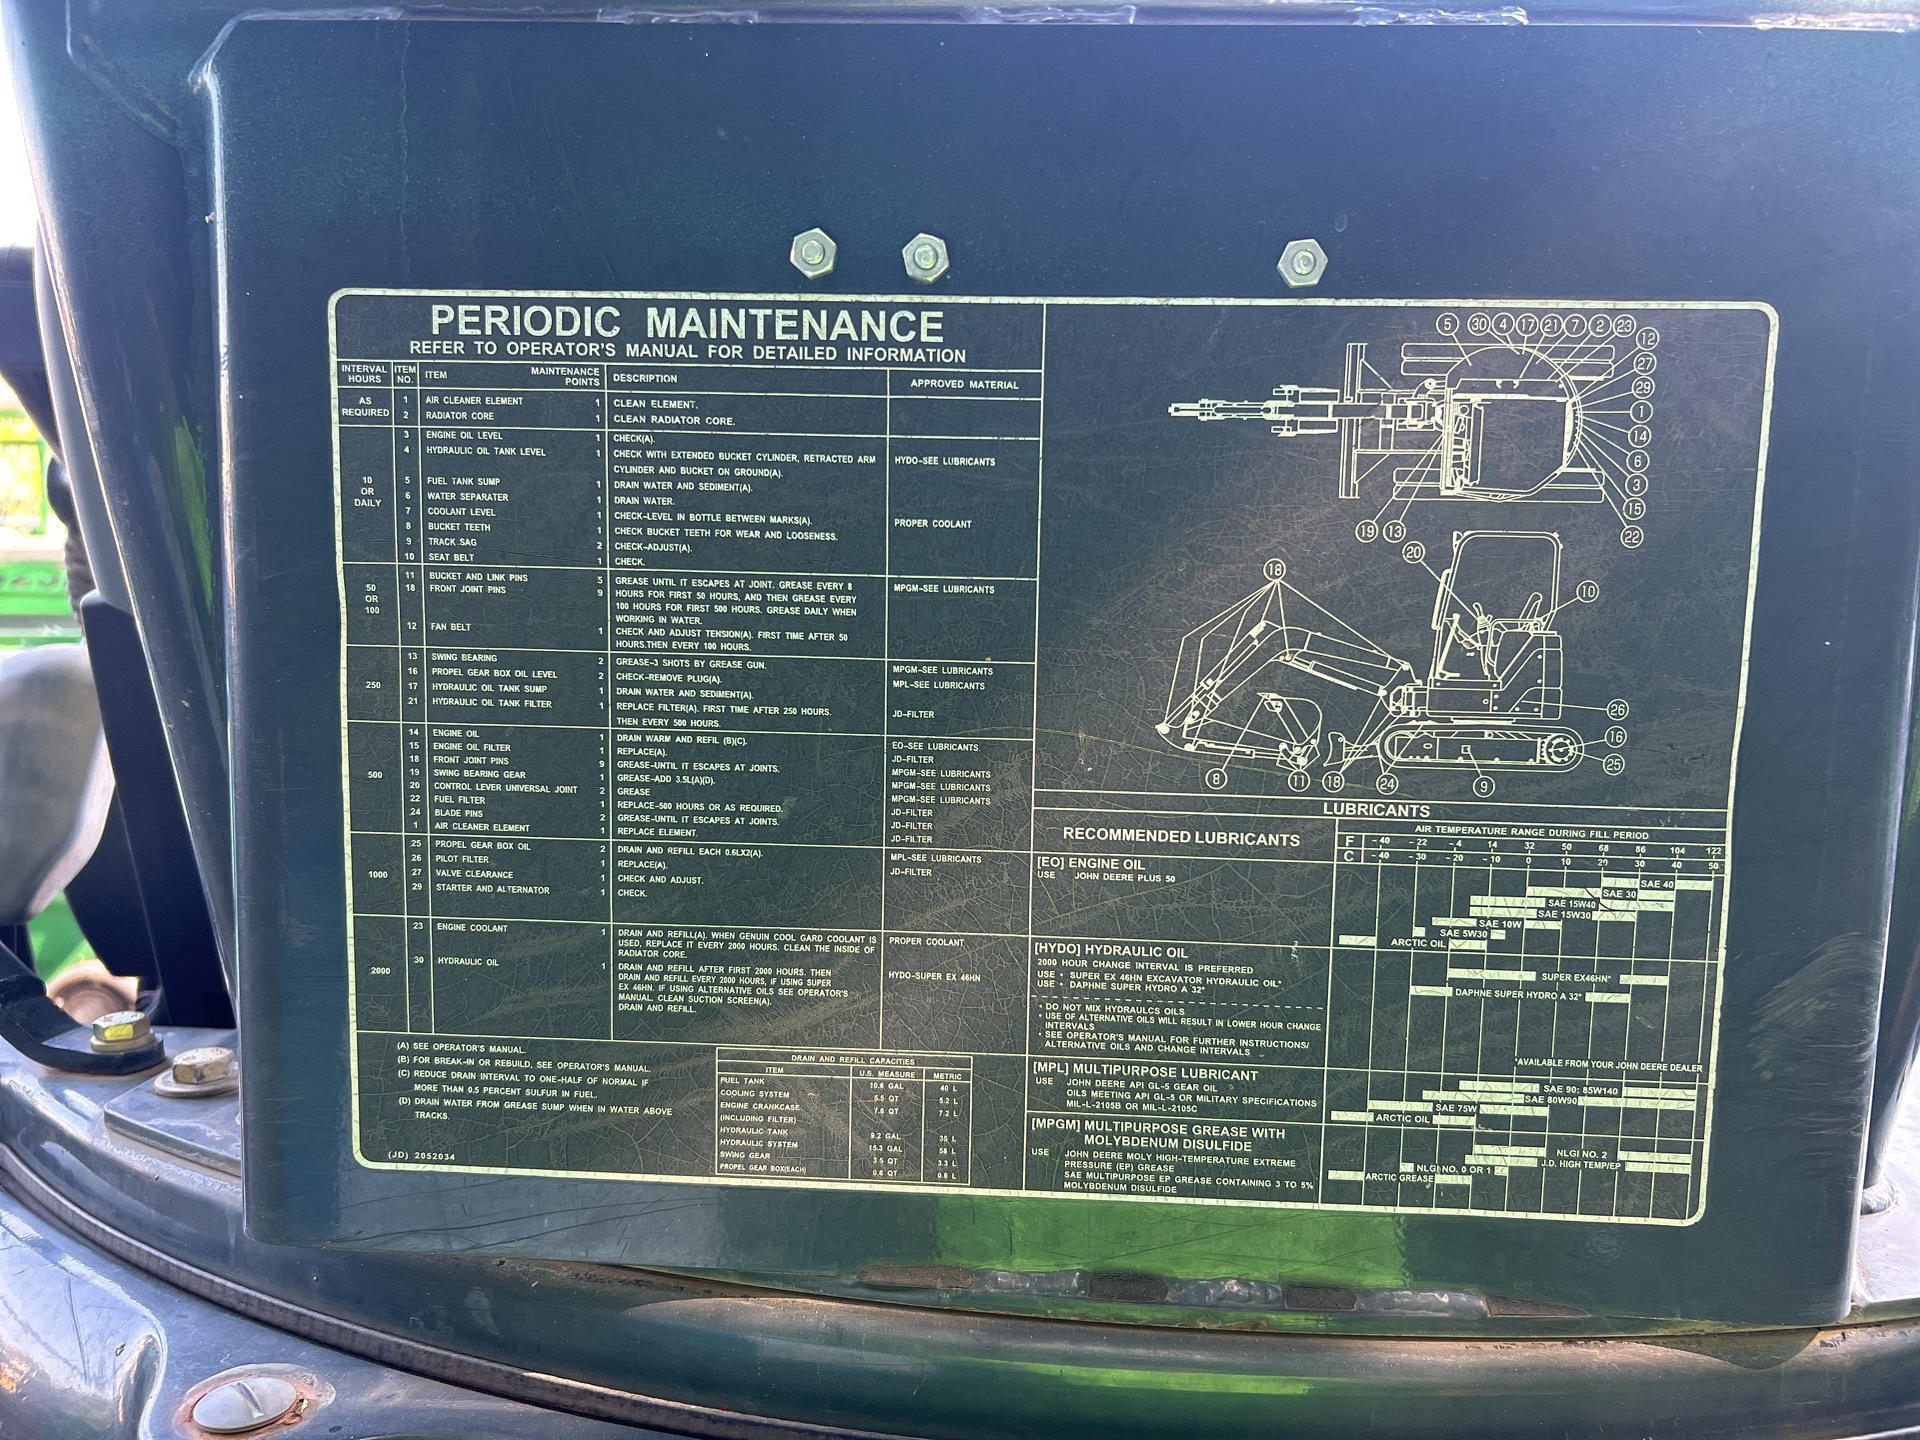 PERIODIC MAINTENANCE
REFER TO OPERATOR'S MANUAL FOR DETAILED INFORMATION
INTERVAL HOURS ITEM NO. ITEM MAINTENANCE POINTS DESCRIPTION APPROVED MATERIAL
AS REQUIRED
1 AIR CLEANER ELEMENT 1 CLEAN ELEMENT.
2 RADIATOR CORE 1 CLEAN RADIATOR CORE.
10 OR DAILY
3 ENGINE OIL LEVEL 1 CHECK(A).
4 HYDRAULIC OIL TANK LEVEL 1 CHECK WITH EXTENDED BUCKET CYLINDER, RETRACTED ARM HYDO-SEE LUBRICANTS
CYLINDER AND BUCKET ON GROUND(A).
5 FUEL TANK SUMP 1 DRAIN WATER AND SEDIMENT(A).
6 WATER SEPARATER 1 DRAIN WATER.
7 COOLANT LEVEL 1 CHECK-LEVEL IN BOTTLE BETWEEN MARKS(A). PROPER COOLANT
8 BUCKET TEETH 1 CHECK BUCKET TEETH FOR WEAR AND LOOSENESS.
9 TRACK SAG 2 CHECK-ADJUST(A).
10 SEAT BELT 1 CHECK.
50 OR 100
11 BUCKET AND LINK PINS 5 GREASE UNTIL IT ESCAPES AT JOINT. GREASE EVERY 8 MPGM-SEE LUBRICANTS
18 FRONT JOINT PINS 9 HOURS FOR FIRST 50 HOURS, AND THEN GREASE EVERY
100 HOURS FOR FIRST 500 HOURS. GREASE DAILY WHEN
WORKING IN WATER.
12 FAN BELT 1 CHECK AND ADJUST TENSION(A). FIRST TIME AFTER 50
HOURS.THEN EVERY 100 HOURS.
250
13 SWING BEARING 2 GREASE-3 SHOTS BY GREASE GUN. MPGM-SEE LUBRICANTS
16 PROPEL GEAR BOX OIL LEVEL 2 CHECK-REMOVE PLUG(A). MPL-SEE LUBRICANTS
17 HYDRAULIC OIL TANK SUMP 1 DRAIN WATER AND SEDIMENT(A).
21 HYDRAULIC OIL TANK FILTER 1 REPLACE FILTER(A). FIRST TIME AFTER 250 HOURS. JD-FILTER
THEN EVERY 500 HOURS.
500
14 ENGINE OIL 1 DRAIN WARM AND REFIL (B)(C). EO-SEE LUBRICANTS
15 ENGINE OIL FILTER 1 REPLACE(A). JD-FILTER
18 FRONT JOINT PINS 9 GREASE-UNTIL IT ESCAPES AT JOINTS. MPGM-SEE LUBRICANTS
19 SWING BEARING GEAR 1 GREASE-ADD 3.5L(A)(D). MPGM-SEE LUBRICANTS
20 CONTROL LEVER UNIVERSAL JOINT 2 GREASE MPGM-SEE LUBRICANTS
22 FUEL FILTER 1 REPLACE-500 HOURS OR AS REQUIRED. JD-FILTER
24 BLADE PINS 2 GREASE-UNTIL IT ESCAPES AT JOINTS. JD-FILTER
1 AIR CLEANER ELEMENT 1 REPLACE ELEMENT. JD-FILTER
1000
25 PROPEL GEAR BOX OIL 2 DRAIN AND REFILL EACH 0.6LX2(A). MPL-SEE LUBRICANTS
26 PILOT FILTER 1 REPLACE(A). JD-FILTER
27 VALVE CLEARANCE 1 CHECK AND ADJUST.
29 STARTER AND ALTERNATOR 1 CHECK.
2000
23 ENGINE COOLANT 1 DRAIN AND REFILL(A). WHEN GENUIN COOL GARD COOLANT IS PROPER COOLANT
USED, REPLACE IT EVERY 2000 HOURS. CLEAN THE INSIDE OF
RADIATOR CORE.
30 HYDRAULIC OIL 1 DRAIN AND REFILL AFTER FIRST 2000 HOURS. THEN HYDO-SUPER EX 46HN
DRAIN AND REFILL EVERY 2000 HOURS, IF USING SUPER
EX 46HN. IF USING ALTERNATIVE OILS SEE OPERATOR'S
MANUAL. CLEAN SUCTION SCREEN(A).
DRAIN AND REFILL.
(A) SEE OPERATOR'S MANUAL.
(B) FOR BREAK-IN OR REBUILD, SEE OPERATOR'S MANUAL.
(C) REDUCE DRAIN INTERVAL TO ONE-HALF OF NORMAL IF
MORE THAN 0.5 PERCENT SULFUR IN FUEL.
(D) DRAIN WATER FROM GREASE SUMP WHEN IN WATER ABOVE
TRACKS.
(JD) 2052034
DRAIN AND REFILL CAPACITIES
ITEM U.S. MEASURE METRIC
FUEL TANK 10.6 GAL 40 L
COOLING SYSTEM 5.5 QT 5.2 L
ENGINE CRANKCASE 7.6 QT 7.2 L
(INCLUDING FILTER)
HYDRAULIC TANK 9.2 GAL 35 L
HYDRAULIC SYSTEM 15.3 GAL 58 L
SWING GEAR 3.5 QT 3.3 L
PROPEL GEAR BOX(EACH) 0.6 QT 0.6 L
5 30 4 17 21 7 2 23
12
27
29
1
14
6
3
15
22
19 13
20
18
10
26
16
25
8 11 18 24 9
LUBRICANTS
RECOMMENDED LUBRICANTS
AIR TEMPERATURE RANGE DURING FILL PERIOD
F -40 -22 -4 14 32 50 68 86 104 122
C -40 -30 -20 -10 0 10 20 30 40 50
[EO] ENGINE OIL
USE JOHN DEERE PLUS 50
SAE 40
SAE 30
SAE 15W40
SAE 15W30
SAE 10W
SAE 5W30
ARCTIC OIL
[HYDO] HYDRAULIC OIL
2000 HOUR CHANGE INTERVAL IS PREFERRED
USE • SUPER EX 46HN EXCAVATOR HYDRAULIC OIL*
USE • DAPHNE SUPER HYDRO A 32*
• DO NOT MIX HYDRAULCS OILS
• USE OF ALTERNATIVE OILS WILL RESULT IN LOWER HOUR CHANGE
INTERVALS
• SEE OPERATOR'S MANUAL FOR FURTHER INSTRUCTIONS/
ALTERNATIVE OILS AND CHANGE INTERVALS
SUPER EX46HN*
DAPHNE SUPER HYDRO A 32*
*AVAILABLE FROM YOUR JOHN DEERE DEALER
[MPL] MULTIPURPOSE LUBRICANT
USE JOHN DEERE API GL-5 GEAR OIL
OILS MEETING API GL-5 OR MILITARY SPECIFICATIONS
MIL-L-2105B OR MIL-L-2105C
SAE 90: 85W140
SAE 80W90
SAE 75W
ARCTIC OIL
[MPGM] MULTIPURPOSE GREASE WITH
MOLYBDENUM DISULFIDE
USE JOHN DEERE MOLY HIGH-TEMPERATURE EXTREME
PRESSURE (EP) GREASE
SAE MULTIPURPOSE EP GREASE CONTAINING 3 TO 5%
MOLYBDENUM DISULFIDE
NLGI NO. 2
J.D. HIGH TEMP/EP
NLGI NO. 0 OR 1
ARCTIC GREASE